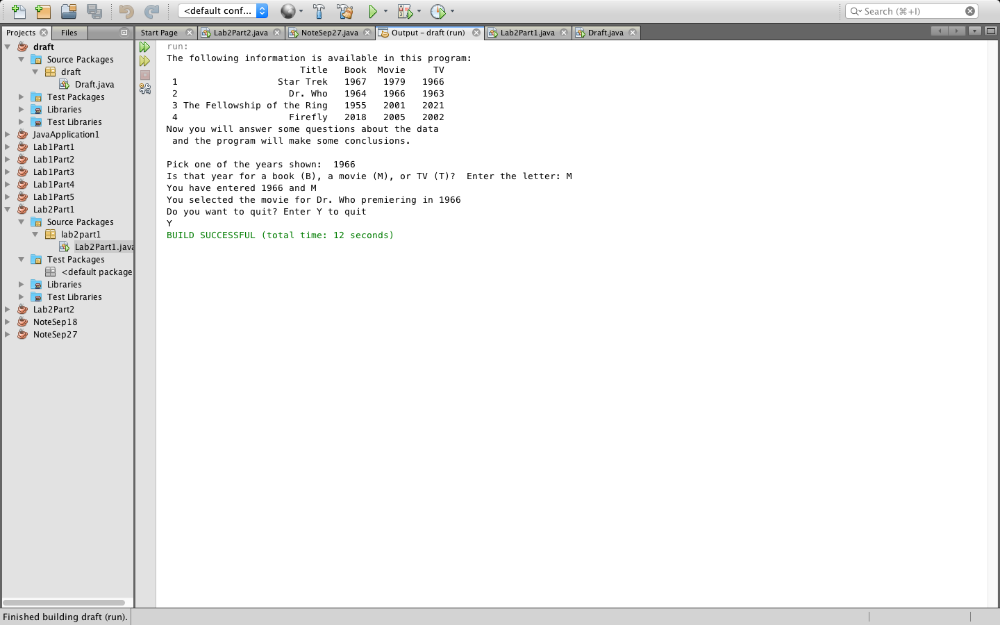 <default conf...
Search (⌘+I)
Projects
Files
Start Page
Lab2Part2.java
NoteSep27.java
Output – draft (run)
Lab2Part1.java
Draft.java
draft
Source Packages
draft
Draft.java
Test Packages
Libraries
Test Libraries
JavaApplication1
Lab1Part1
Lab1Part2
Lab1Part3
Lab1Part4
Lab1Part5
Lab2Part1
Source Packages
lab2part1
Lab2Part1.java
Test Packages
<default package
Libraries
Test Libraries
Lab2Part2
NoteSep18
NoteSep27
run:
The following information is available in this program:
Title Book Movie TV
1 Star Trek 1967 1979 1966
2 Dr. Who 1964 1966 1963
3 The Fellowship of the Ring 1955 2001 2021
4 Firefly 2018 2005 2002
Now you will answer some questions about the data
and the program will make some conclusions.
Pick one of the years shown: 1966
Is that year for a book (B), a movie (M), or TV (T)? Enter the letter: M
You have entered 1966 and M
You selected the movie for Dr. Who premiering in 1966
Do you want to quit? Enter Y to quit
Y
BUILD SUCCESSFUL (total time: 12 seconds)
Finished building draft (run).